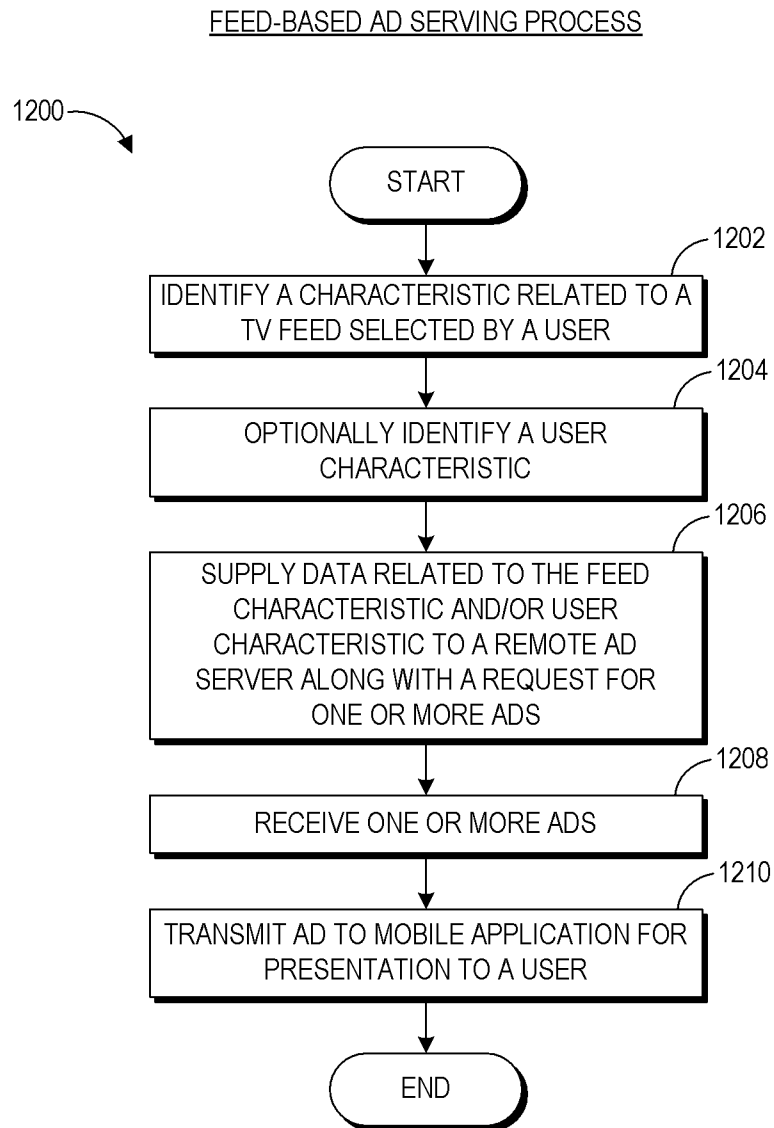 FEED-BASED AD SERVING PROCESS
1200
START
1202
IDENTIFY A CHARACTERISTIC RELATED TO A
TV FEED SELECTED BY A USER
1204
OPTIONALLY IDENTIFY A USER
CHARACTERISTIC
1206
SUPPLY DATA RELATED TO THE FEED
CHARACTERISTIC AND/OR USER
CHARACTERISTIC TO A REMOTE AD
SERVER ALONG WITH A REQUEST FOR
ONE OR MORE ADS
1208
RECEIVE ONE OR MORE ADS
1210
TRANSMIT AD TO MOBILE APPLICATION FOR
PRESENTATION TO A USER
END